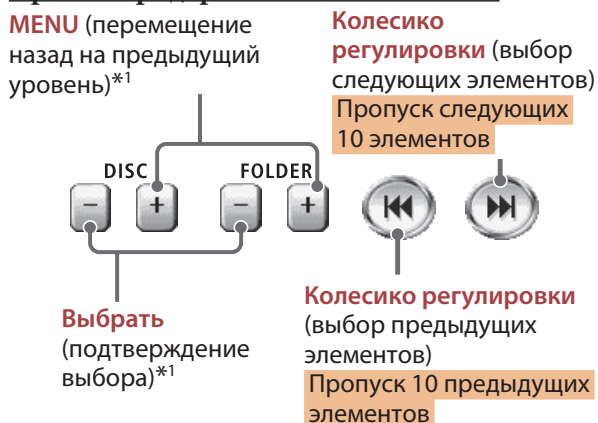 MENU (перемещение
назад на предыдущий
уровень)*1
Колесико
регулировки (выбор
следующих элементов)
Пропуск следующих
10 элементов
DISC FOLDER
− + − +
Выбрать
(подтверждение
выбора)*1
Колесико регулировки
(выбор предыдущих
элементов)
Пропуск 10 предыдущих
элементов